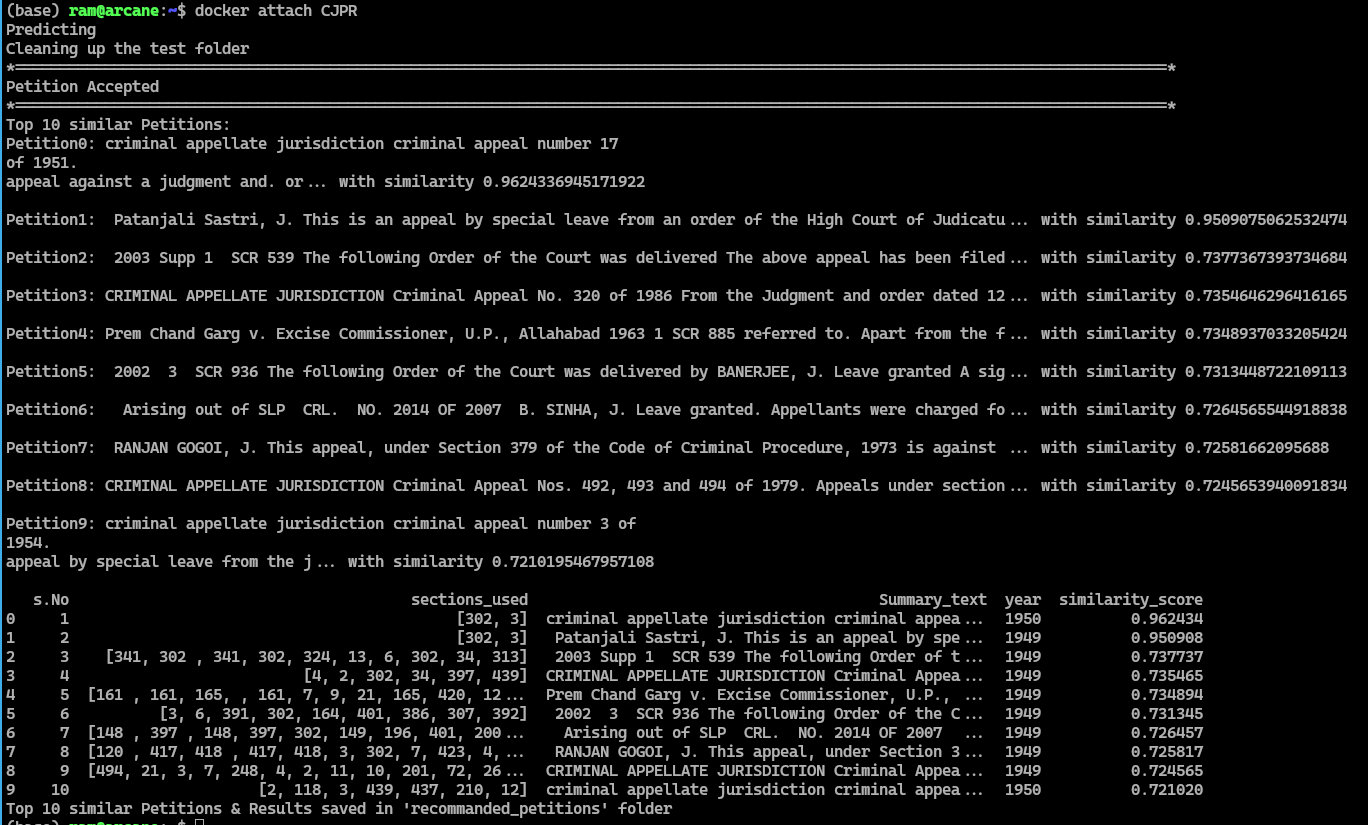 (base) ram@arcane:~$ docker attach CJPR
Predicting
Cleaning up the test folder
*================================================================================================================================*
Petition Accepted
*================================================================================================================================*
Top 10 similar Petitions:
Petition0: criminal appellate jurisdiction criminal appeal number 17
of 1951.
appeal against a judgment and. or... with similarity 0.9624336945171922
Petition1:  Patanjali Sastri, J. This is an appeal by special leave from an order of the High Court of Judicatu... with similarity 0.9509075062532474
Petition2:  2003 Supp 1  SCR 539 The following Order of the Court was delivered The above appeal has been filed... with similarity 0.7377367393734684
Petition3: CRIMINAL APPELLATE JURISDICTION Criminal Appeal No. 320 of 1986 From the Judgment and order dated 12... with similarity 0.7354646296416165
Petition4: Prem Chand Garg v. Excise Commissioner, U.P., Allahabad 1963 1 SCR 885 referred to. Apart from the f... with similarity 0.7348937033205424
Petition5:  2002  3  SCR 936 The following Order of the Court was delivered by BANERJEE, J. Leave granted A sig... with similarity 0.7313448722109113
Petition6:   Arising out of SLP  CRL.  NO. 2014 OF 2007  B. SINHA, J. Leave granted. Appellants were charged fo... with similarity 0.7264565544918838
Petition7:  RANJAN GOGOI, J. This appeal, under Section 379 of the Code of Criminal Procedure, 1973 is against ... with similarity 0.72581662095688
Petition8: CRIMINAL APPELLATE JURISDICTION Criminal Appeal Nos. 492, 493 and 494 of 1979. Appeals under section... with similarity 0.7245653940091834
Petition9: criminal appellate jurisdiction criminal appeal number 3 of
1954.
appeal by special leave from the j... with similarity 0.7210195467957108
s.No sections_used Summary_text year similarity_score
0 1 [302, 3] criminal appellate jurisdiction criminal appea... 1950 0.962434
1 2 [302, 3] Patanjali Sastri, J. This is an appeal by spe... 1949 0.950908
2 3 [341, 302 , 341, 302, 324, 13, 6, 302, 34, 313] 2003 Supp 1  SCR 539 The following Order of t... 1949 0.737737
3 4 [4, 2, 302, 34, 397, 439] CRIMINAL APPELLATE JURISDICTION Criminal Appea... 1949 0.735465
4 5 [161 , 161, 165, , 161, 7, 9, 21, 165, 420, 12... Prem Chand Garg v. Excise Commissioner, U.P., ... 1949 0.734894
5 6 [3, 6, 391, 302, 164, 401, 386, 307, 392] 2002  3  SCR 936 The following Order of the C... 1949 0.731345
6 7 [148 , 397 , 148, 397, 302, 149, 196, 401, 200... Arising out of SLP  CRL.  NO. 2014 OF 2007  ... 1949 0.726457
7 8 [120 , 417, 418 , 417, 418, 3, 302, 7, 423, 4,... RANJAN GOGOI, J. This appeal, under Section 3... 1949 0.725817
8 9 [494, 21, 3, 7, 248, 4, 2, 11, 10, 201, 72, 26... CRIMINAL APPELLATE JURISDICTION Criminal Appea... 1949 0.724565
9 10 [2, 118, 3, 439, 437, 210, 12] criminal appellate jurisdiction criminal appea... 1950 0.721020
Top 10 similar Petitions & Results saved in 'recommanded_petitions' folder